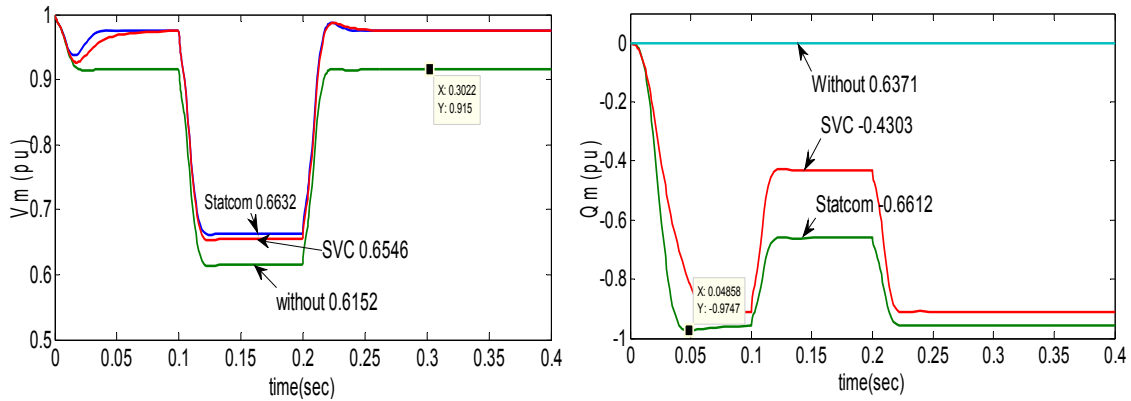 1
0.9
0.8
0.7
0.6
0.5
V m ( p u )
Statcom 0.6632
SVC 0.6546
without 0.6152
X: 0.3022
Y: 0.915
0 0.05 0.1 0.15 0.2 0.25 0.3 0.35 0.4
time(sec)
0
-0.2
-0.4
-0.6
-0.8
-1
Q m ( p u )
Without 0.6371
SVC -0.4303
Statcom -0.6612
X: 0.04858
Y: -0.9747
0 0.05 0.1 0.15 0.2 0.25 0.3 0.35 0.4
time(sec)